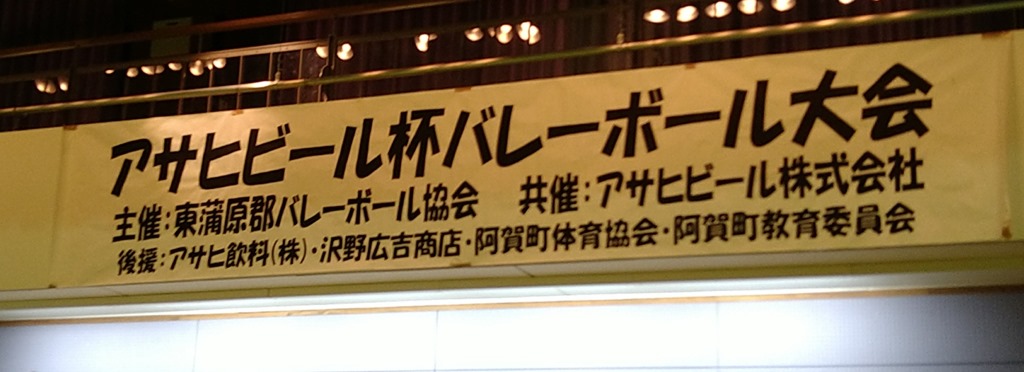 アサヒビール杯バレーボール大会
主催：東蒲原郡バレーボール協会　共催：アサヒビール株式会社
後援：アサヒ飲料(株)・沢野広吉商店・阿賀町体育協会・阿賀町教育委員会